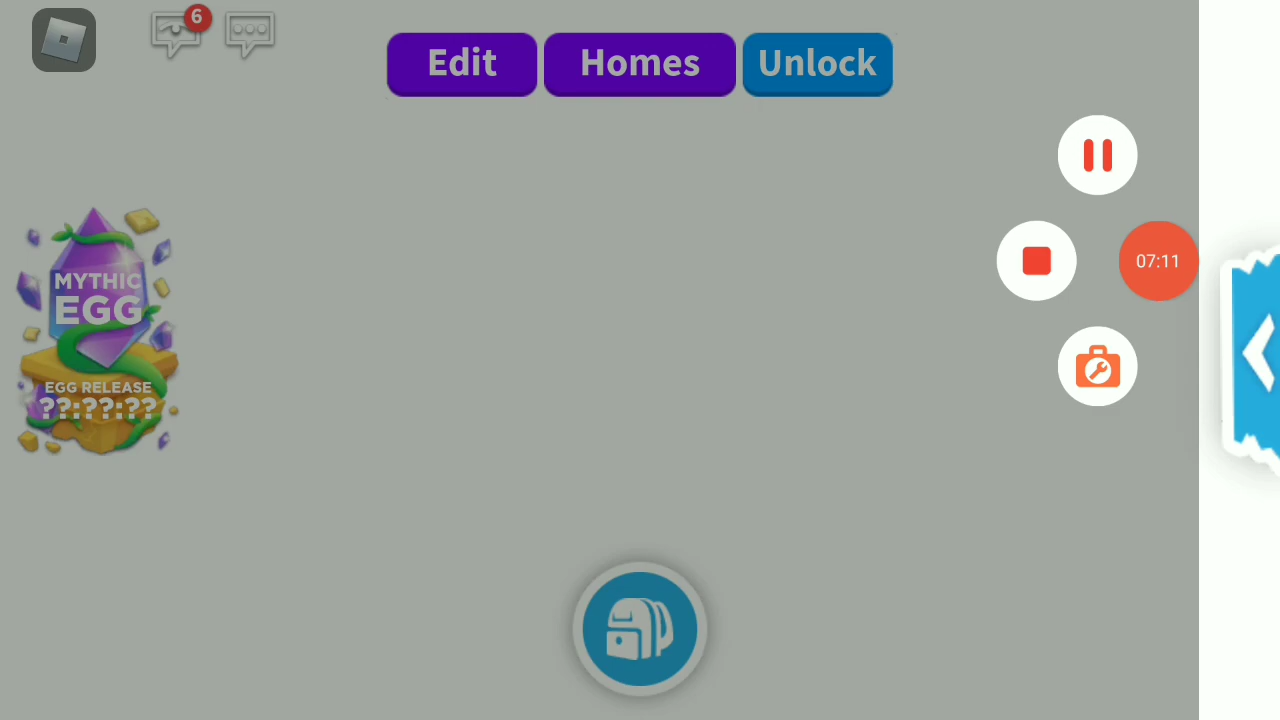 6
Edit Homes Unlock
07:11
MYTHIC
EGG
EGG RELEASE
??:??:??